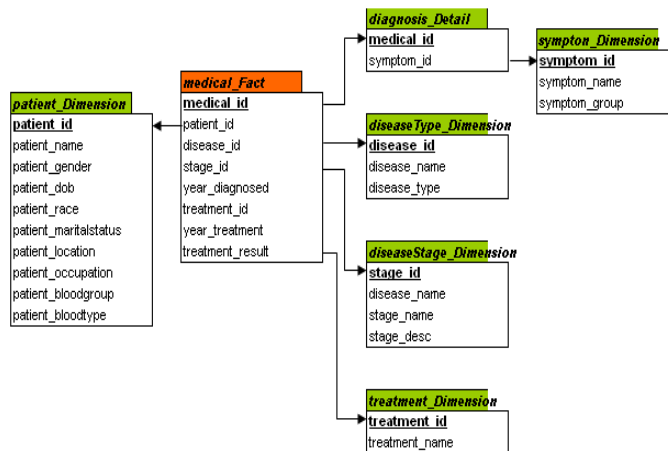 diagnosis_Detail
medical_id
symptom_id
sympton_Dimension
symptom_id
symptom_name
symptom_group
medical_Fact
medical_id
patient_id
disease_id
stage_id
year_diagnosed
treatment_id
year_treatment
treatment_result
patient_Dimension
patient_id
patient_name
patient_gender
patient_dob
patient_race
patient_maritalstatus
patient_location
patient_occupation
patient_bloodgroup
patient_bloodtype
diseaseType_Dimension
disease_id
disease_name
disease_type
diseaseStage_Dimension
stage_id
disease_name
stage_name
stage_desc
treatment_Dimension
treatment_id
treatment_name